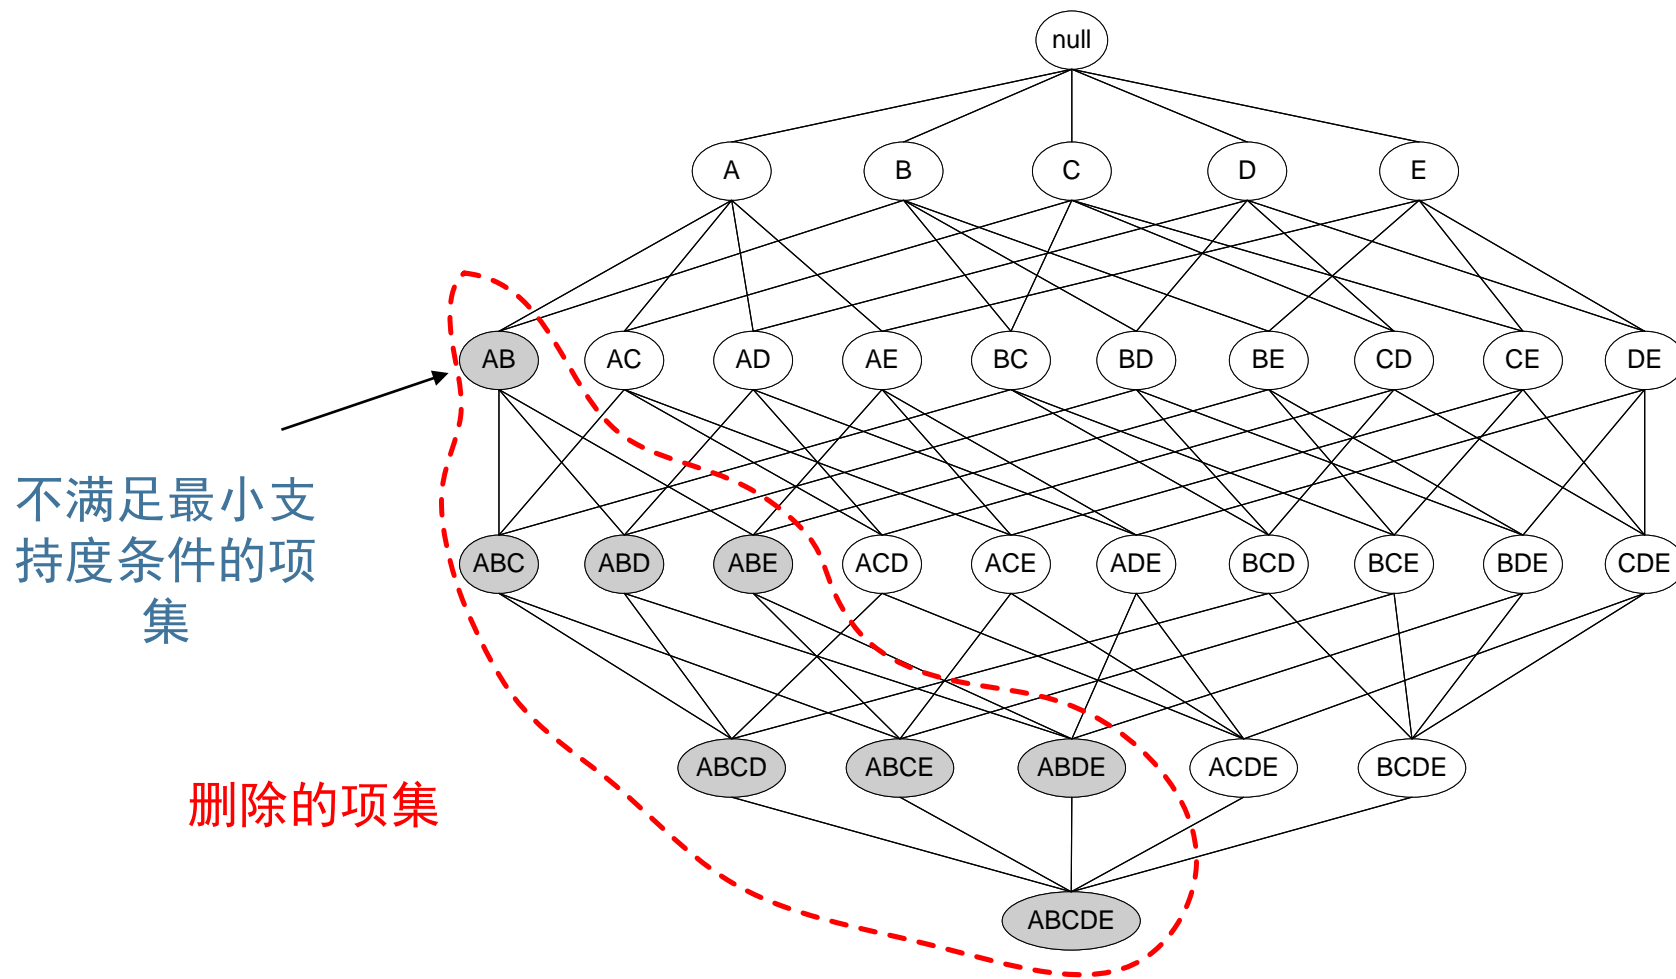 null
A B C D E
AB AC AD AE BC BD BE CD CE DE
不满足最小支
持度条件的项
集
ABC ABD ABE ACD ACE ADE BCD BCE BDE CDE
ABCD ABCE ABDE ACDE BCDE
删除的项集
ABCDE